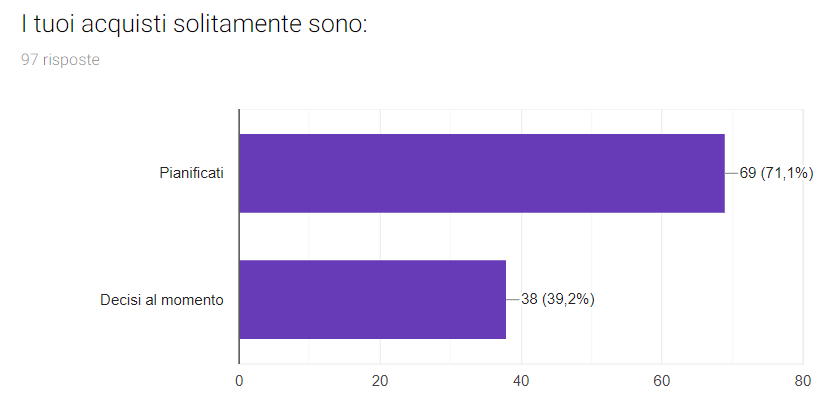 I tuoi acquisti solitamente sono:
97 risposte
Pianificati
69 (71,1%)
Decisi al momento
38 (39,2%)
0
20
40
60
80